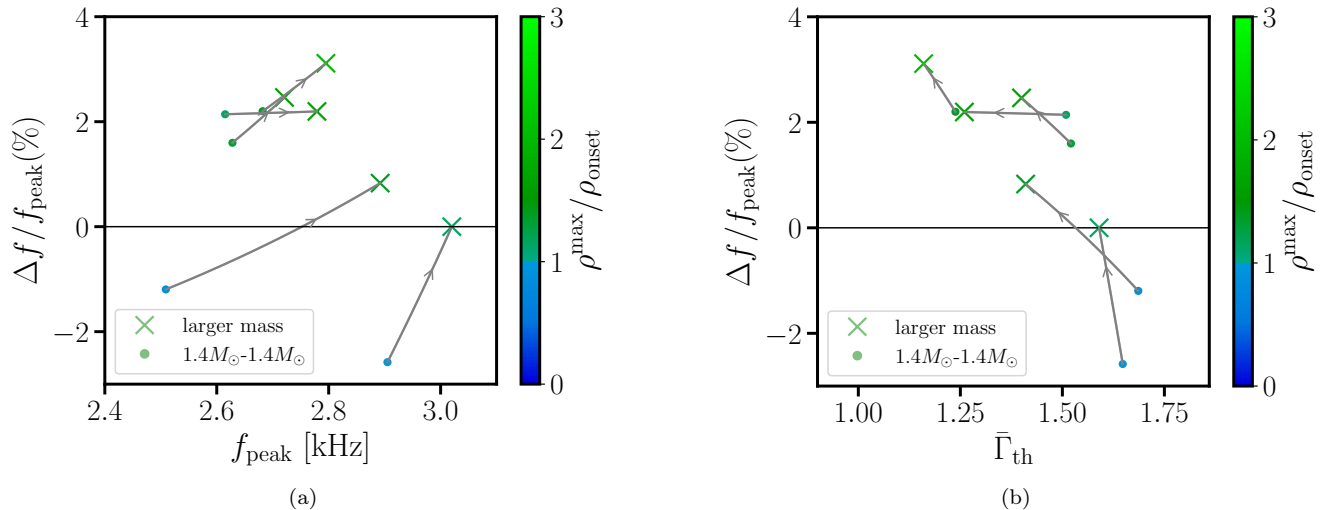 4
2
0
−2
Δf/f_peak(%)
2.4 2.6 2.8 3.0
f_peak [kHz]
larger mass
1.4M⊙-1.4M⊙
3
2
1
0
ρ^max/ρ_onset
(a)
4
2
0
−2
Δf/f_peak(%)
1.00 1.25 1.50 1.75
Γ̄_th
larger mass
1.4M⊙-1.4M⊙
3
2
1
0
ρ^max/ρ_onset
(b)